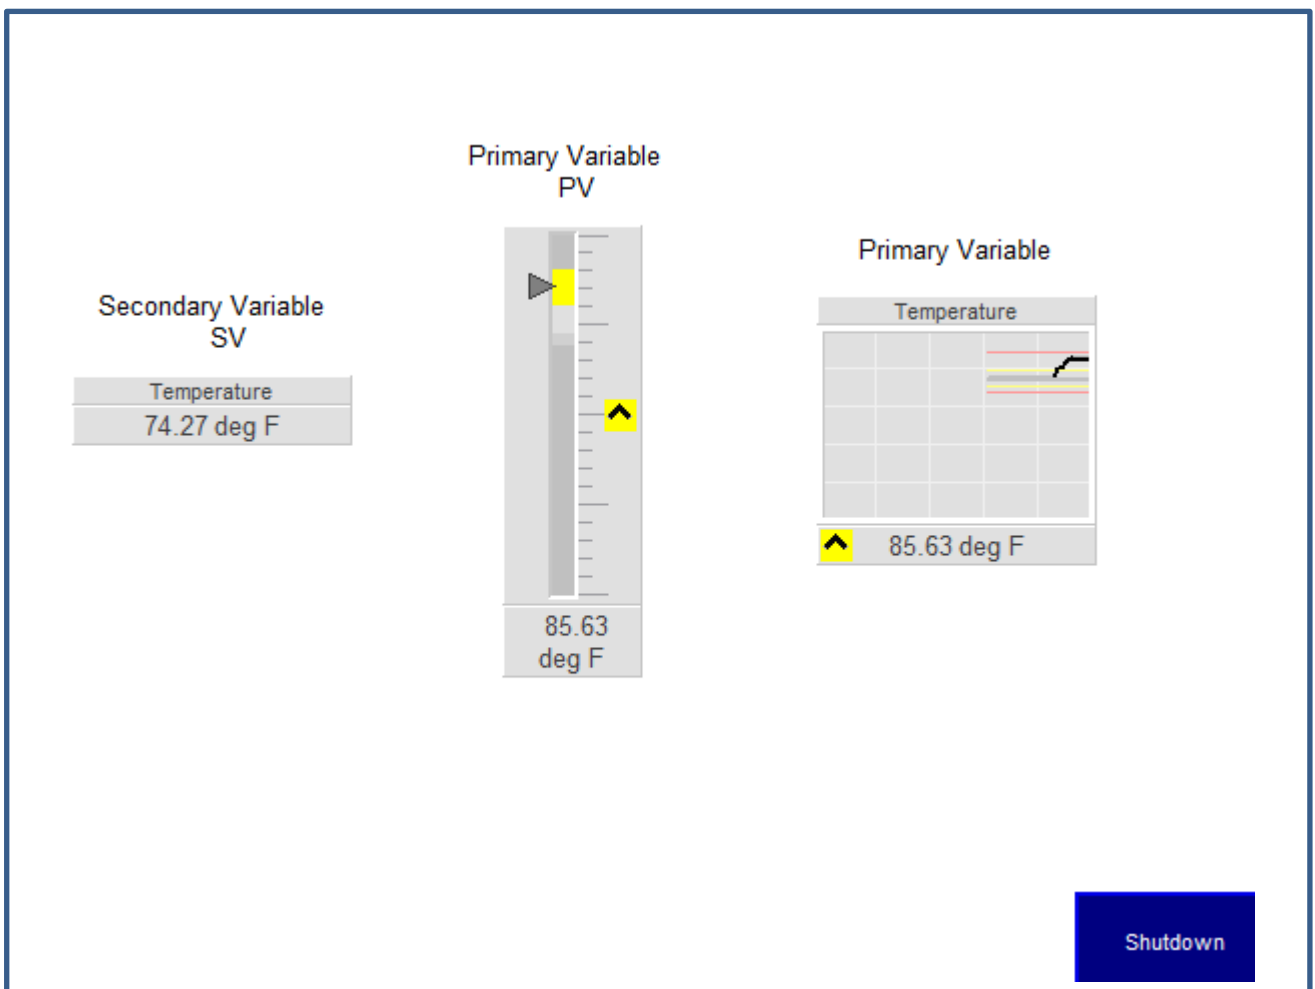 Primary Variable
PV
Primary Variable
Secondary Variable
SV
Temperature
74.27 deg F
Temperature
85.63 deg F
85.63
deg F
Shutdown